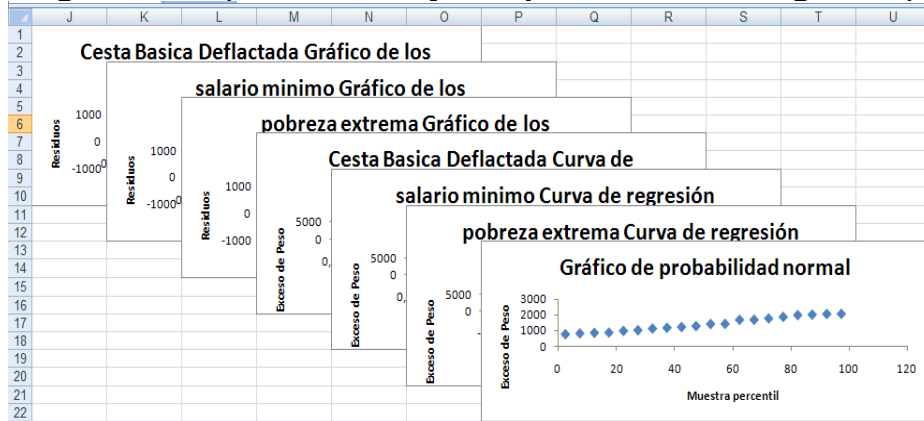 J K L M N O P Q R S T U
1
2
3
4
5
6
7
8
9
10
11
12
13
14
15
16
17
18
19
20
21
22
Cesta Basica Deflactada Gráfico de los
Residuos
1000
0
-1000
0
salario minimo Gráfico de los
Residuos
1000
0
-1000
0
pobreza extrema Gráfico de los
Residuos
1000
0
-1000
Cesta Basica Deflactada Curva de
Exceso de Peso
5000
0
0,
salario minimo Curva de regresión
Exceso de Peso
5000
0
0,
pobreza extrema Curva de regresión
Exceso de Peso
5000
0
-
Gráfico de probabilidad normal
Exceso de Peso
3000
2000
1000
0
0 20 40 60 80 100 120
Muestra percentil